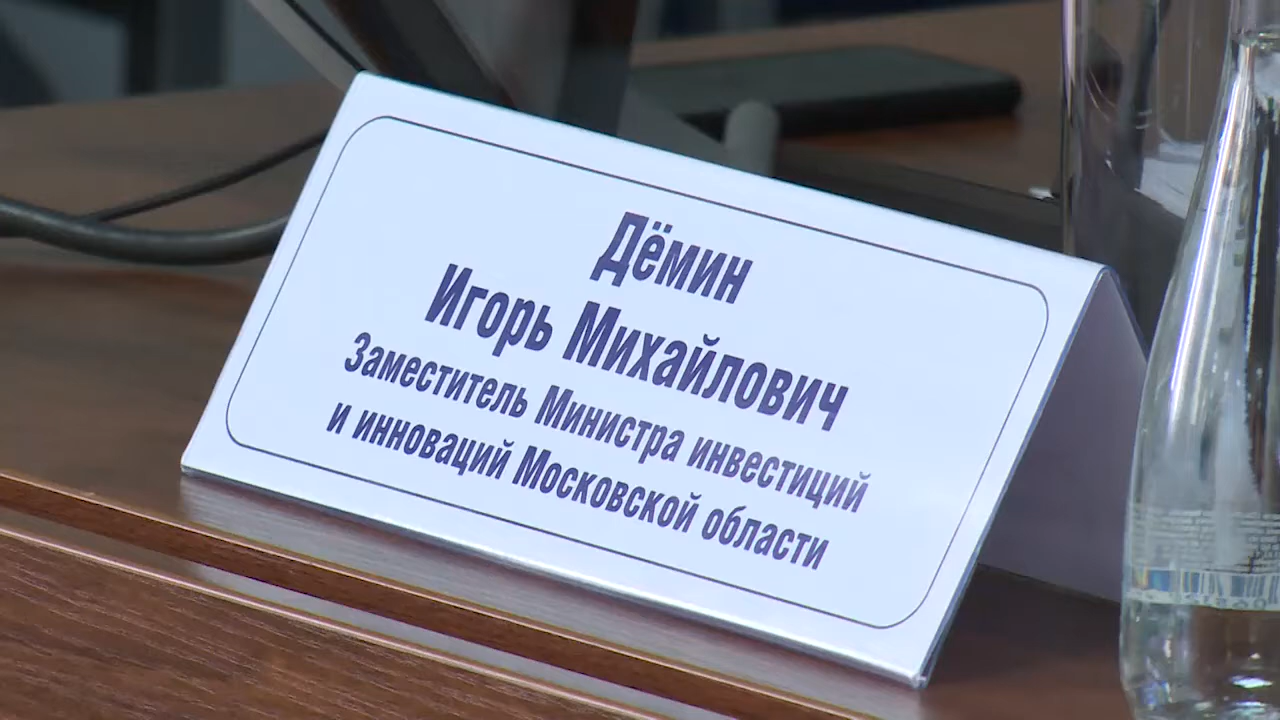 Дёмин
Игорь Михайлович
Заместитель Министра инвестиций
и инноваций Московской области